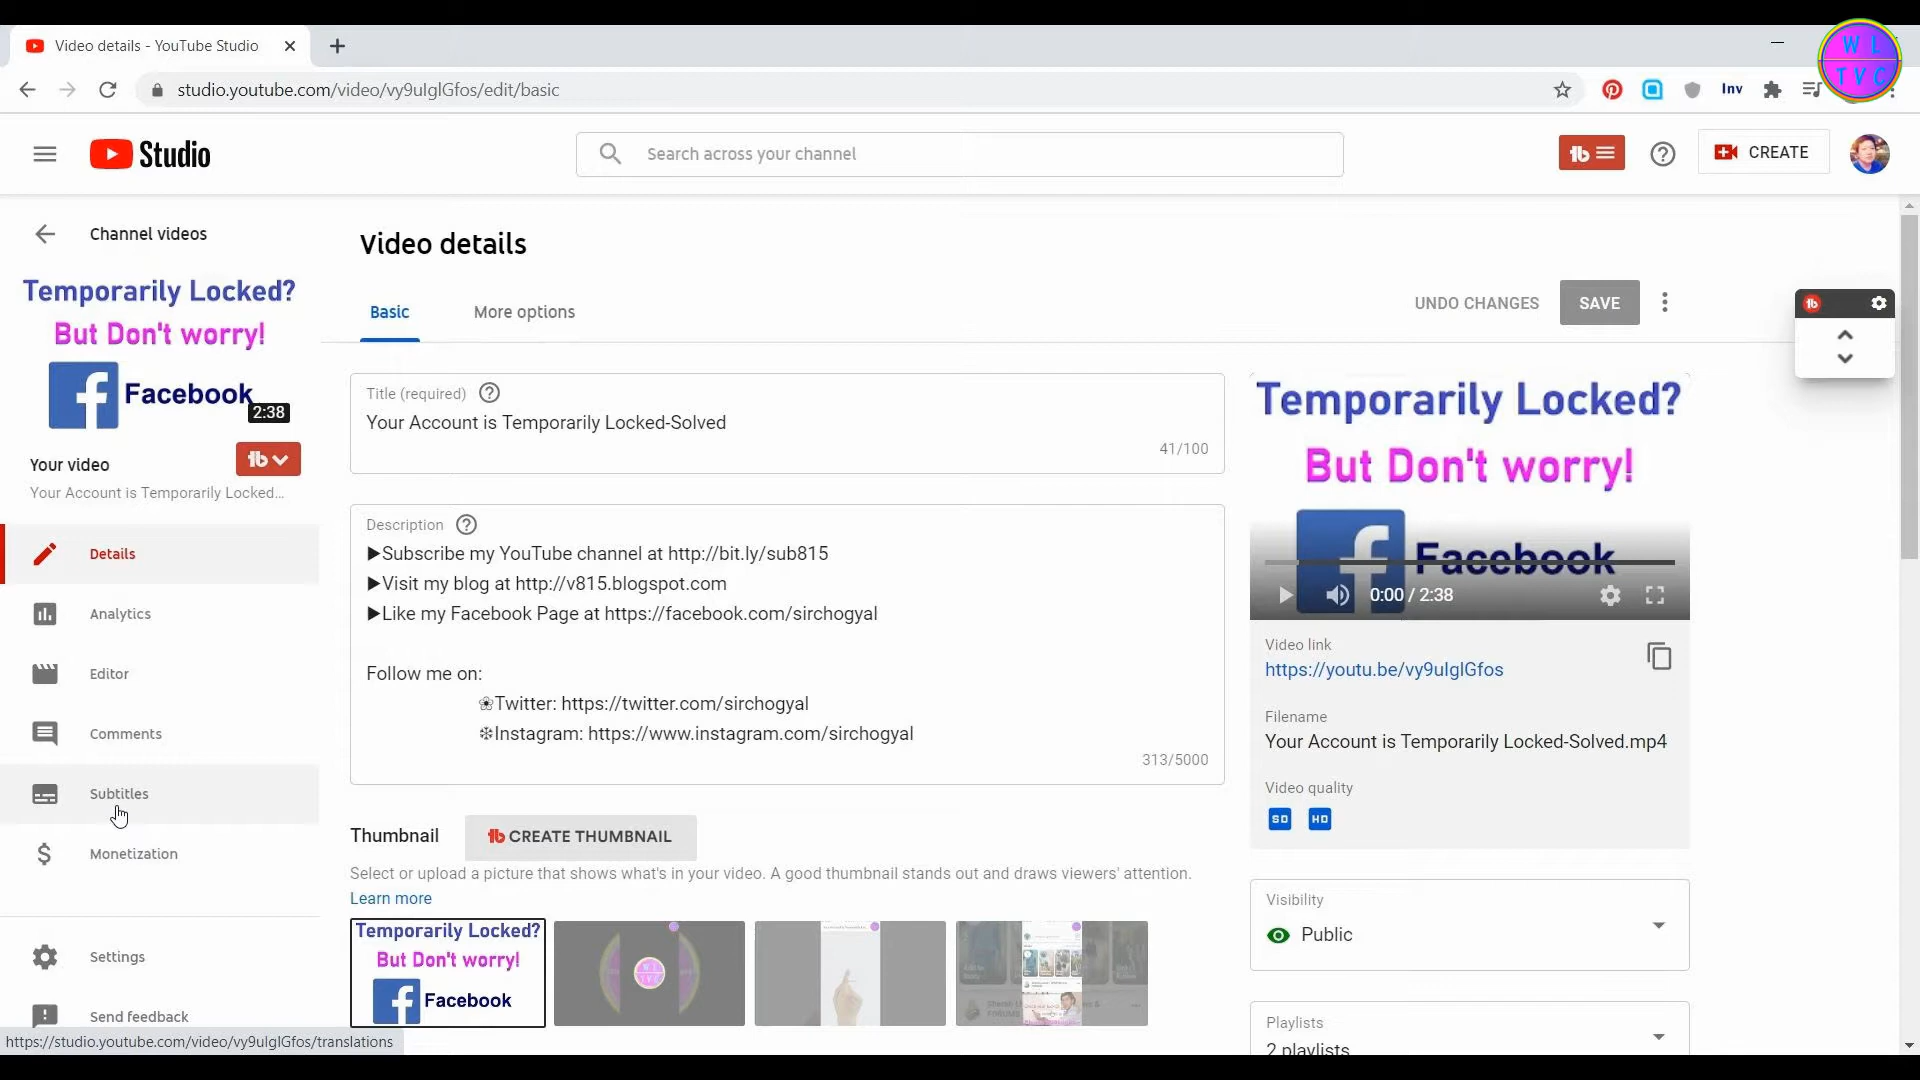 Video details - YouTube Studio
W L
T V C
studio.youtube.com/video/vy9uIglGfos/edit/basic
Inv
Studio
Search across your channel
CREATE
Channel videos
Temporarily Locked?
But Don't worry!
Facebook
2:38
Your video
Your Account is Temporarily Locked...
Details
Analytics
Editor
Comments
Subtitles
Monetization
Settings
Send feedback
https://studio.youtube.com/video/vy9uIglGfos/translations
Video details
Basic
More options
UNDO CHANGES
SAVE
Title (required)
Your Account is Temporarily Locked-Solved
41/100
Description
▶Subscribe my YouTube channel at http://bit.ly/sub815
▶Visit my blog at http://v815.blogspot.com
▶Like my Facebook Page at https://facebook.com/sirchogyal
Follow me on:
❀Twitter: https://twitter.com/sirchogyal
❄Instagram: https://www.instagram.com/sirchogyal
313/5000
Thumbnail
CREATE THUMBNAIL
Select or upload a picture that shows what's in your video. A good thumbnail stands out and draws viewers' attention.
Learn more
Temporarily Locked?
But Don't worry!
Facebook
W L
T V C
Temporarily Locked?
But Don't worry!
Facebook
0:00 / 2:38
Video link
https://youtu.be/vy9uIglGfos
Filename
Your Account is Temporarily Locked-Solved.mp4
Video quality
SD
HD
Visibility
Public
Playlists
2 playlists